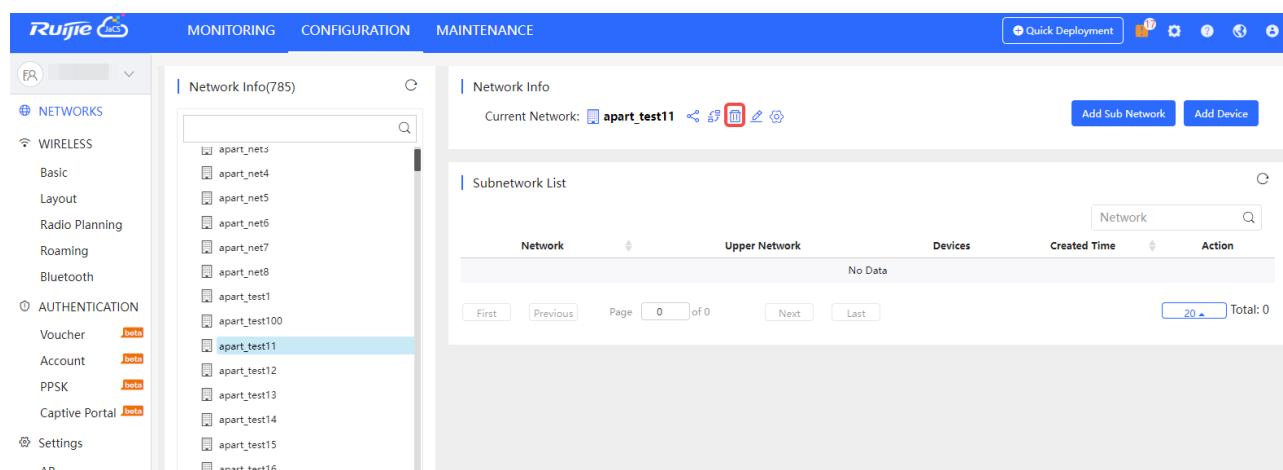 Ruijie JaCS MONITORING CONFIGURATION MAINTENANCE Quick Deployment 17
NETWORKS
WIRELESS
Basic
Layout
Radio Planning
Roaming
Bluetooth
AUTHENTICATION
Voucher beta
Account beta
PPSK beta
Captive Portal beta
Settings
AP
Network Info(785)
apart_net3
apart_net4
apart_net5
apart_net6
apart_net7
apart_net8
apart_test1
apart_test100
apart_test11
apart_test12
apart_test13
apart_test14
apart_test15
apart_test16
Network Info
Current Network: apart_test11 Add Sub Network Add Device
Subnetwork List
Network
Network Upper Network Devices Created Time Action
No Data
First Previous Page 0 of 0 Next Last 20 Total: 0